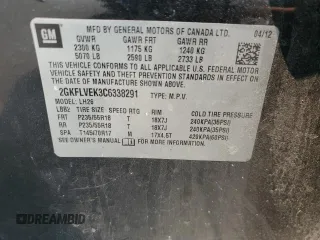 GM
MFD BY GENERAL MOTORS OF CANADA LTD. 04/12
GVWR GAWR FRT GAWR RR
2300 KG 1175 KG 1240 KG
5070 LB 2590 LB 2733 LB
THIS VEHICLE CONFORMS TO ALL APPLICABLE U.S. FEDERAL MOTOR VEHICLE SAFETY AND THEFT PREVENTION STANDARDS IN EFFECT ON THE DATE OF MANUFACTURE SHOWN ABOVE.
2GKFLVEK3C6338291 TYPE: M.P.V.
LH26
TIRE SIZE SPEED RIM COLD TIRE PRESSURE
FRT P235/55R18 T 18X7J 240KPA(35PSI)
RR P235/55R18 T 18X7J 240KPA(35PSI)
SPA T145/70R17 M 17X4.5T 420KPA(60PSI)
SEE OWNER'S MANUAL FOR MORE INFORMATION.
AUTOBIDMASTER